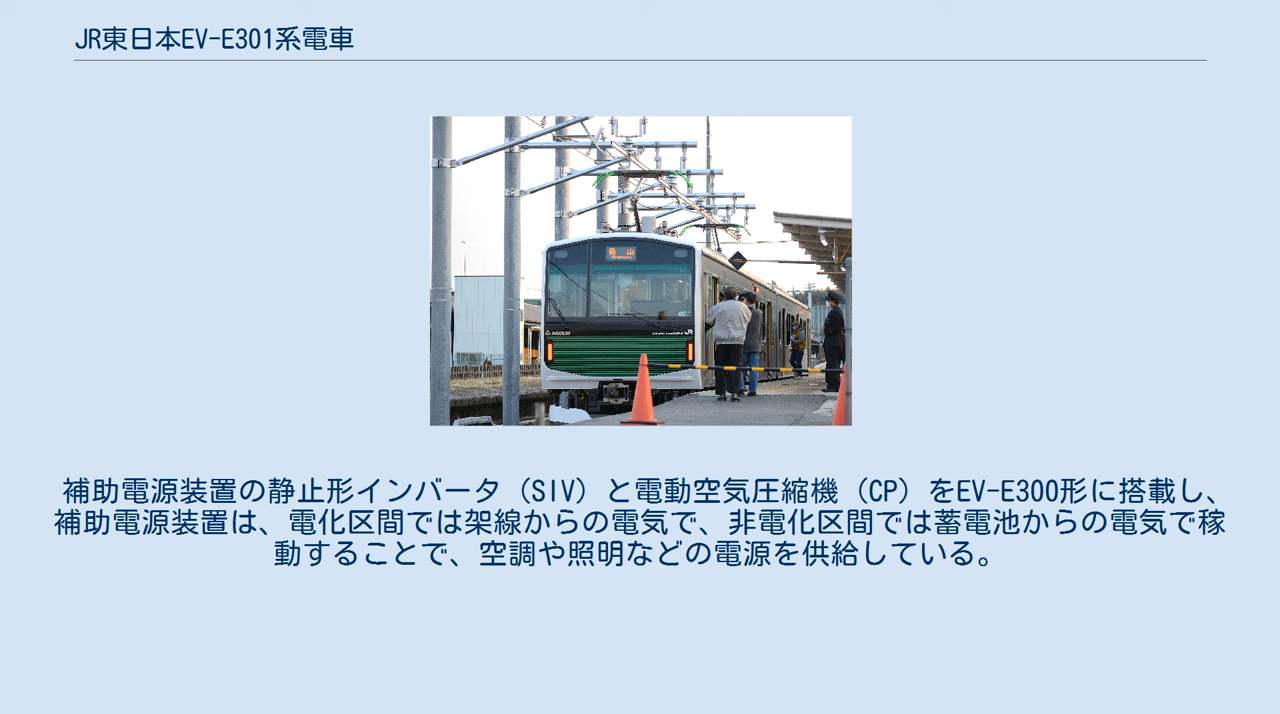 JR東日本EV-E301系電車
烏山
ACCUM
JR
補助電源装置の静止形インバータ（SIV）と電動空気圧縮機（CP）をEV-E300形に搭載し、
補助電源装置は、電化区間では架線からの電気で、非電化区間では蓄電池からの電気で稼
動することで、空調や照明などの電源を供給している。